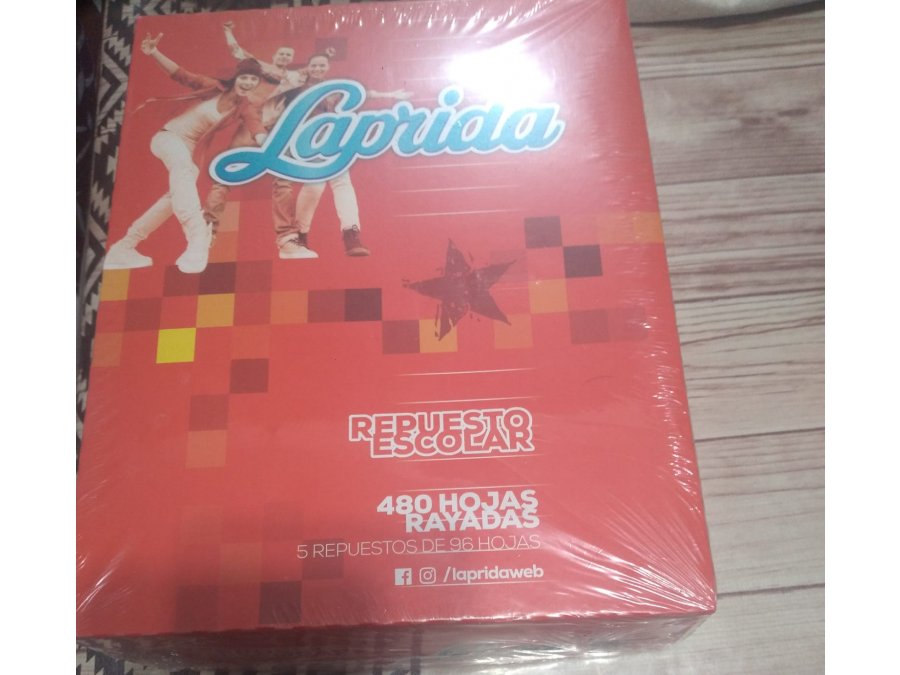 Laprida
REPUESTO
ESCOLAR
480 HOJAS
RAYADAS
5 REPUESTOS DE 96 HOJAS
/lapridaweb